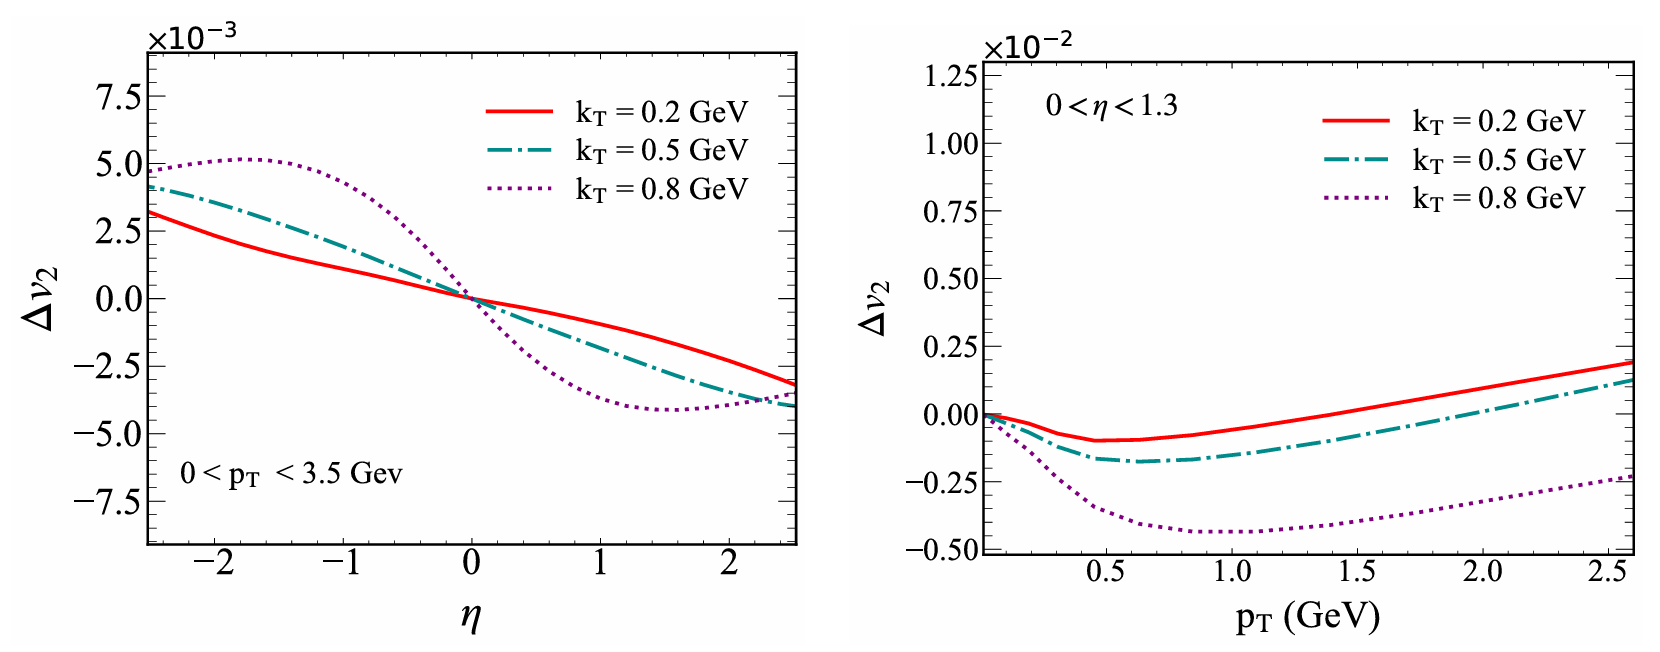 ×10⁻³
7.5
5.0
2.5
0.0
−2.5
−5.0
−7.5
Δv₂
k_T = 0.2 GeV
k_T = 0.5 GeV
k_T = 0.8 GeV
0 < p_T < 3.5 Gev
−2 −1 0 1 2
η
×10⁻²
1.25
1.00
0.75
0.50
0.25
0.00
−0.25
−0.50
Δv₂
0 < η < 1.3
k_T = 0.2 GeV
k_T = 0.5 GeV
k_T = 0.8 GeV
0.5 1.0 1.5 2.0 2.5
p_T (GeV)